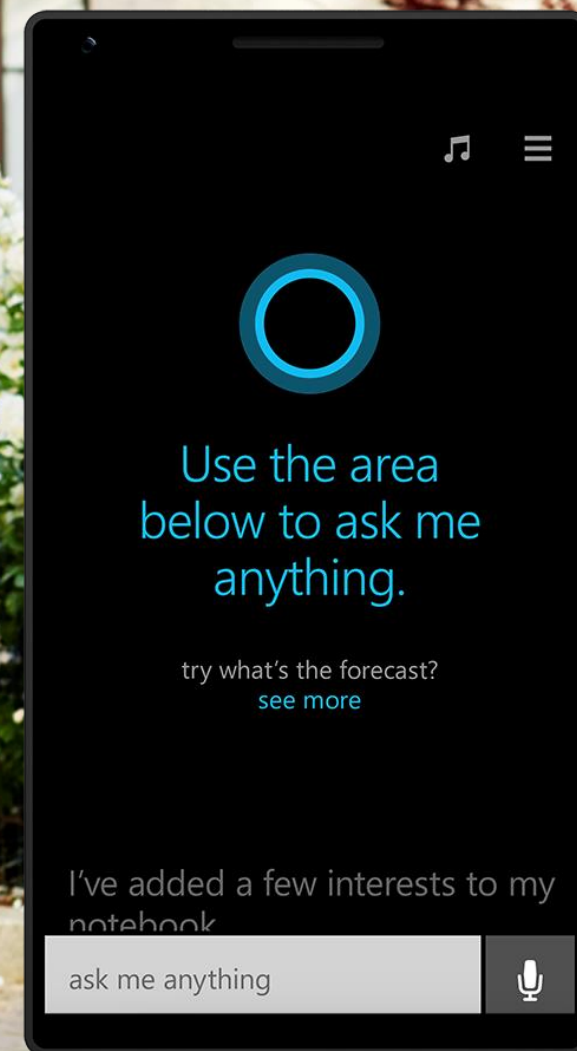 Use the area
below to ask me
anything.
try what's the forecast?
see more
I've added a few interests to my
notebook
ask me anything